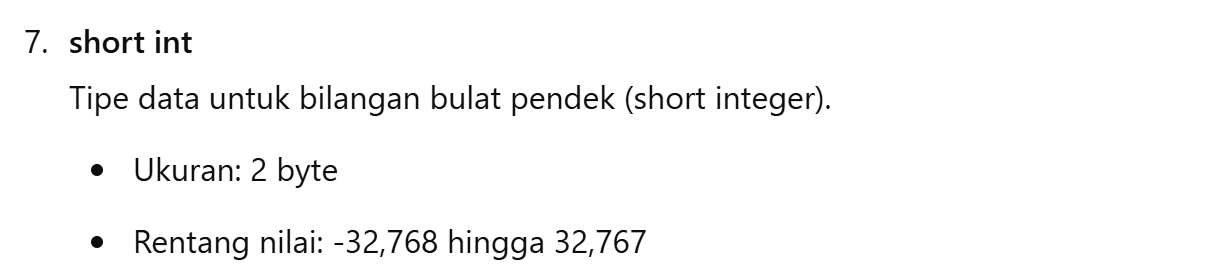 7. short int
Tipe data untuk bilangan bulat pendek (short integer).
• Ukuran: 2 byte
• Rentang nilai: -32,768 hingga 32,767